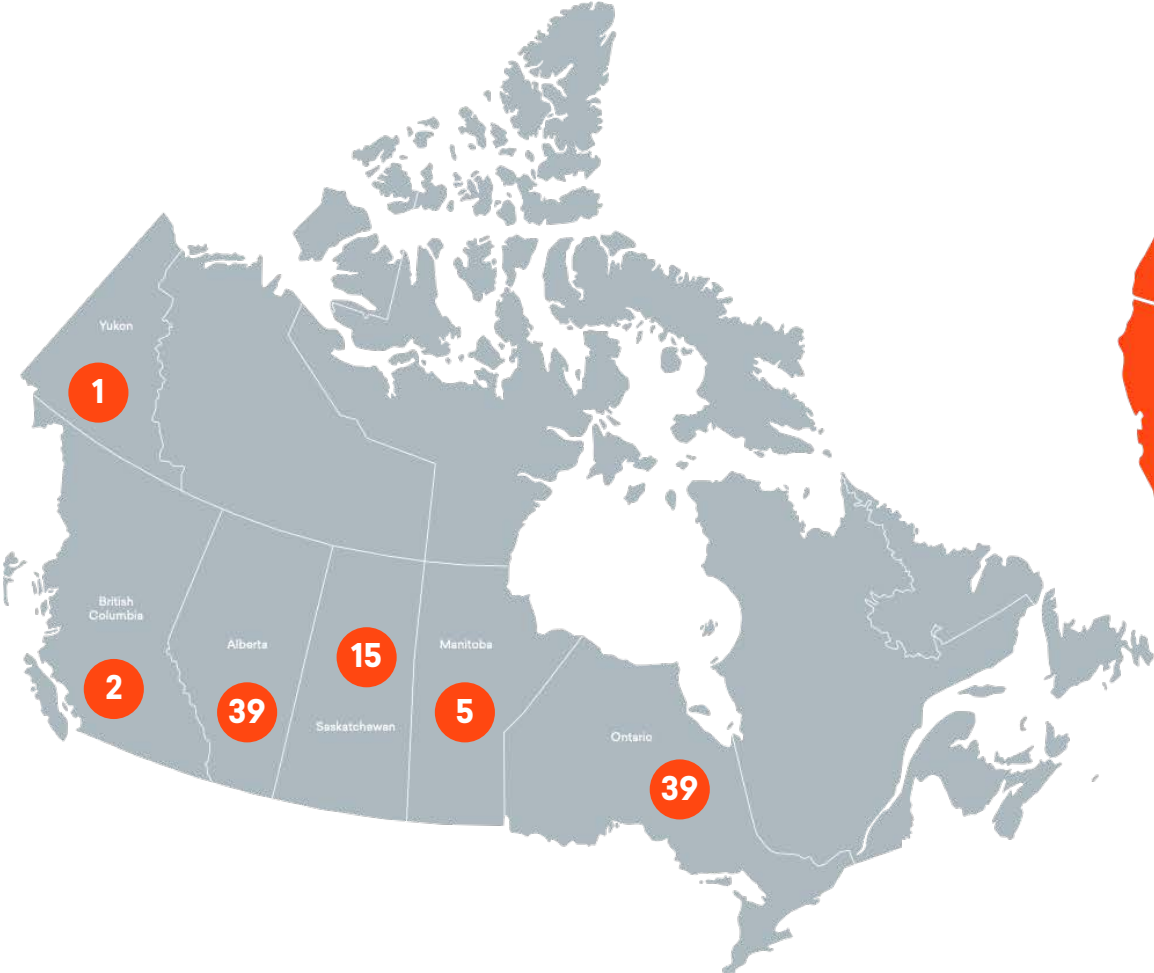 Yukon
1
British
Columbia
2
Alberta
39
15
Saskatchewan
Manitoba
5
Ontario
39